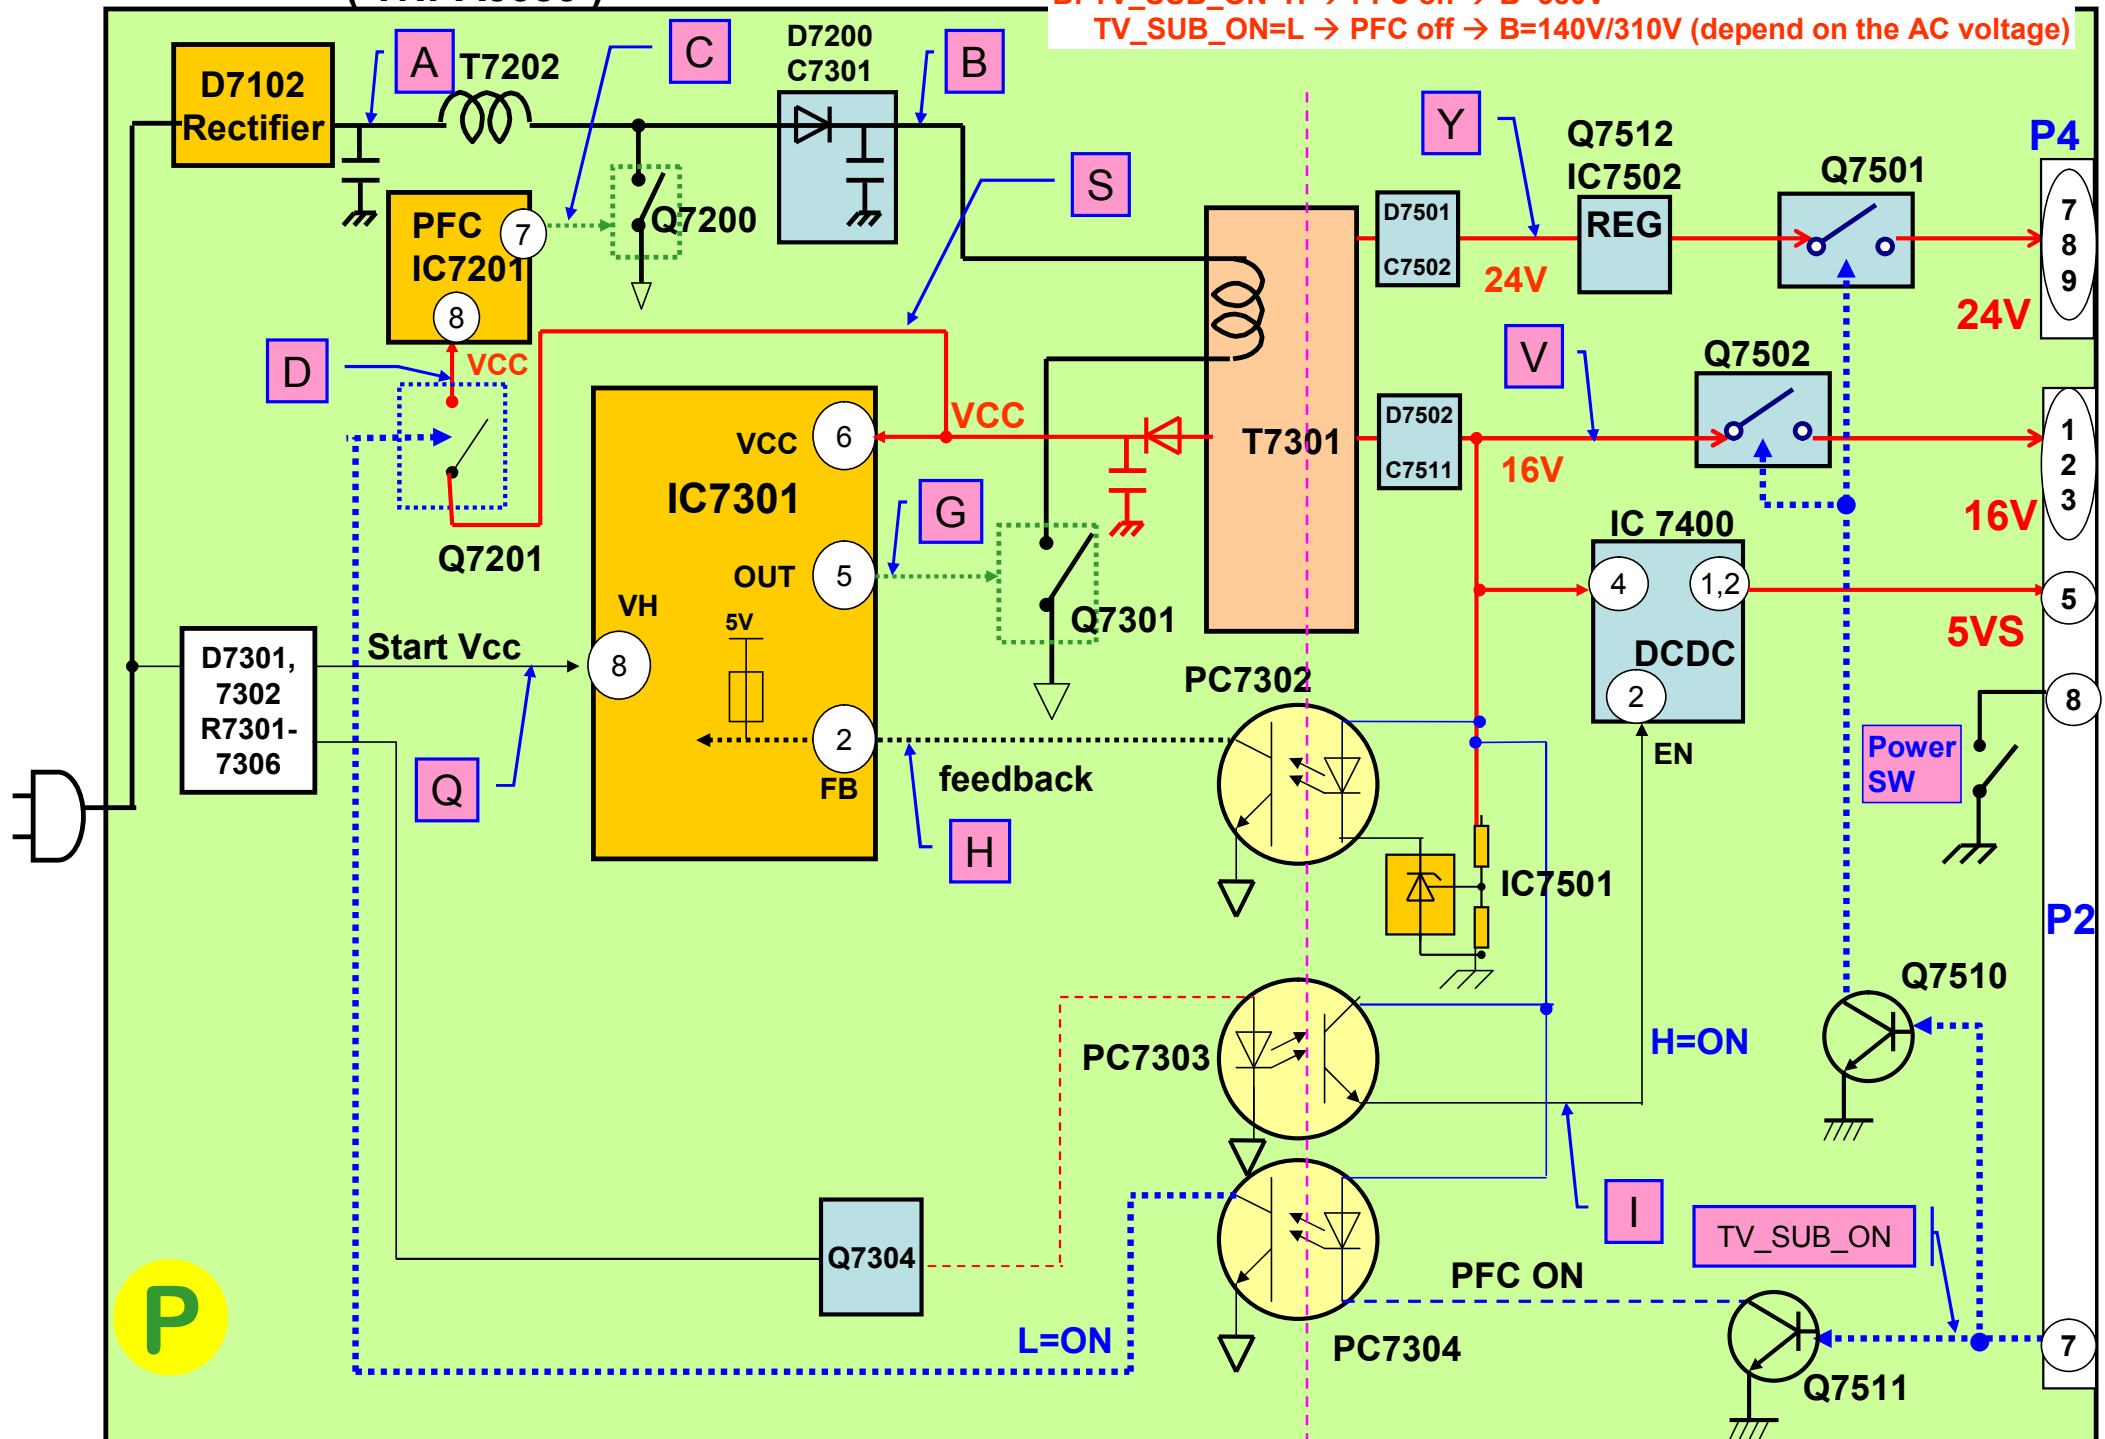 TV_SUB_ON=L → PFC off → B=140V/310V (depend on the AC voltage)
D7102
Rectifier
A
T7202
C
D7200
C7301
B
PFC
IC7201
7
8
Q7200
S
Y
Q7512
IC7502
REG
Q7501
P4
7
8
9
24V
D7501
C7502
24V
D
VCC
Q7201
VCC
6
IC7301
OUT
5
VH
8
5V
2
FB
VCC
G
Q7301
T7301
D7502
C7511
16V
V
Q7502
1
2
3
16V
IC 7400
4
1,2
DCDC
2
EN
5
5VS
8
Power
SW
D7301,
7302
R7301-
7306
Start Vcc
Q
feedback
H
PC7302
IC7501
P2
Q7510
PC7303
H=ON
I
TV_SUB_ON
Q7304
PFC ON
L=ON
PC7304
Q7511
7
P